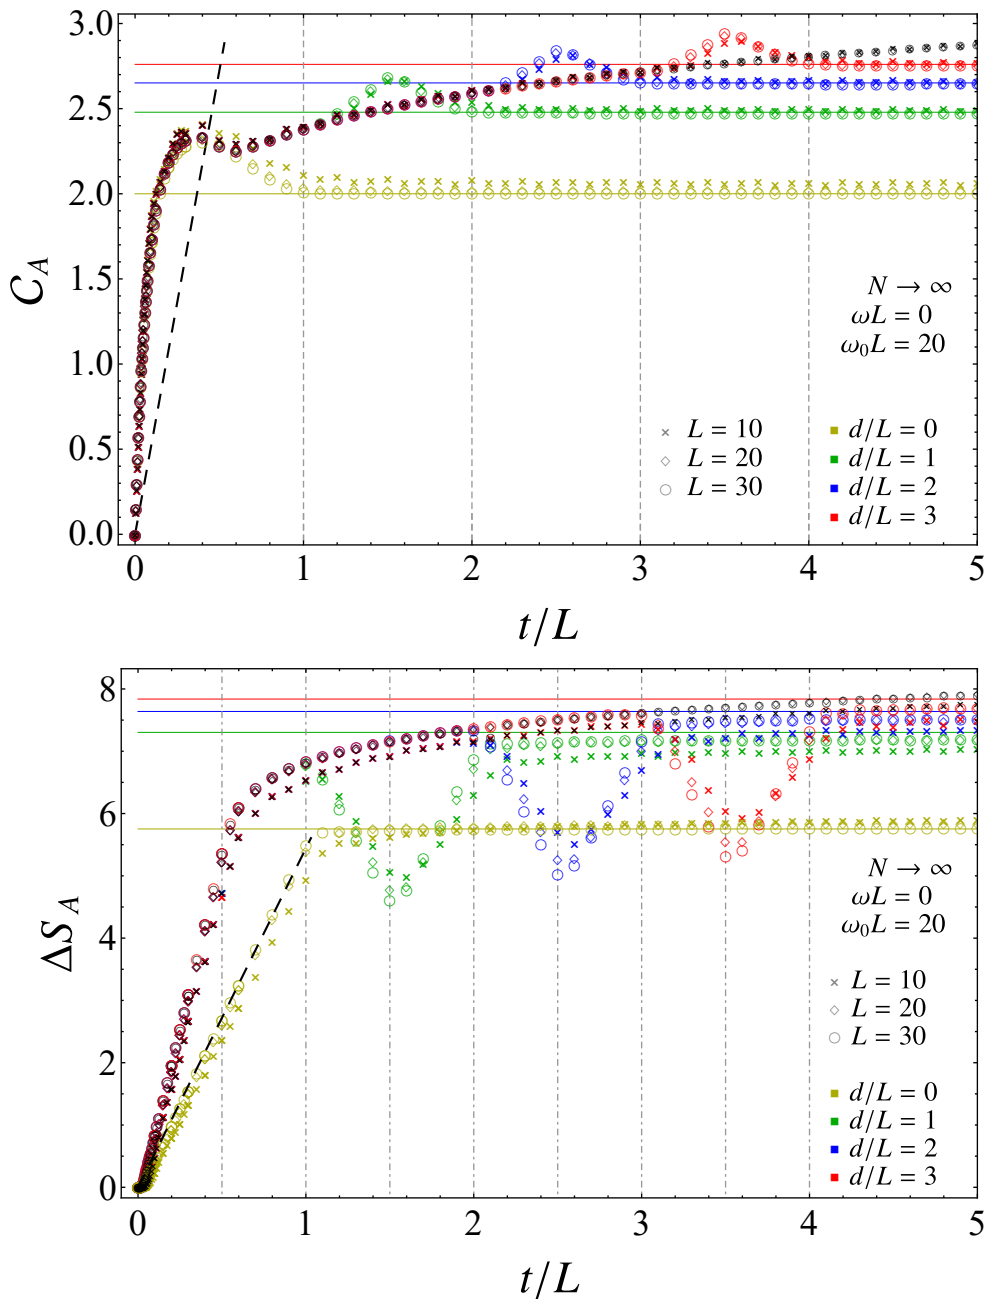 3.0
2.5
2.0
1.5
1.0
0.5
0.0
C_A
N → ∞
ωL = 0
ω₀L = 20
× L = 10
◇ L = 20
○ L = 30
■ d/L = 0
■ d/L = 1
■ d/L = 2
■ d/L = 3
0 1 2 3 4 5
t/L
8
6
4
2
0
ΔS_A
N → ∞
ωL = 0
ω₀L = 20
× L = 10
◇ L = 20
○ L = 30
■ d/L = 0
■ d/L = 1
■ d/L = 2
■ d/L = 3
0 1 2 3 4 5
t/L